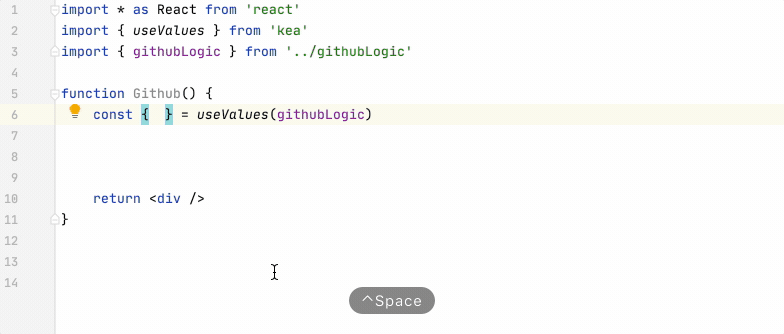 1 import * as React from 'react'
2 import { useValues } from 'kea'
3 import { githubLogic } from '../githubLogic'
4
5 function Github() {
6     const {  } = useValues(githubLogic)
7
8
9
10     return <div />
11 }
12
13
14
^Space